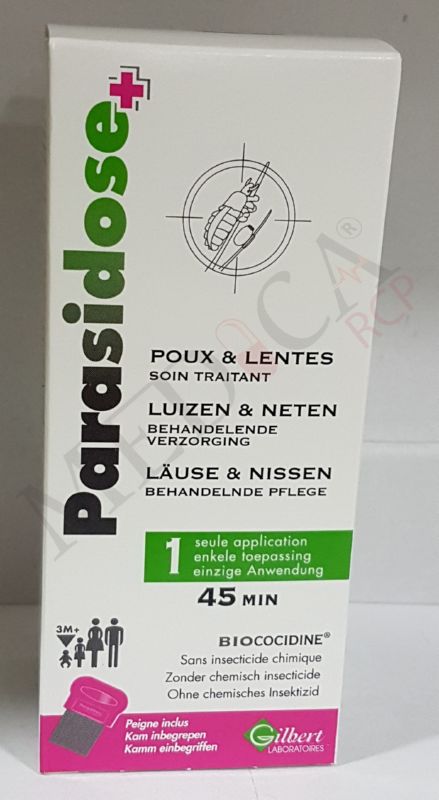 Parasidose
POUX & LENTES
SOIN TRAITANT
LUIZEN & NETEN
BEHANDELENDE
VERZORGING
LÄUSE & NISSEN
BEHANDELNDE PFLEGE
1
seule application
enkele toepassing
einzige Anwendung
45 MIN
3M+
BIOCOCIDINE®
Sans insecticide chimique
Zonder chemisch insecticide
Ohne chemisches Insektizid
Peigne inclus
Kam inbegrepen
Kamm einbegriffen
Gilbert
LABORATOIRES
MEDICA®
RCP